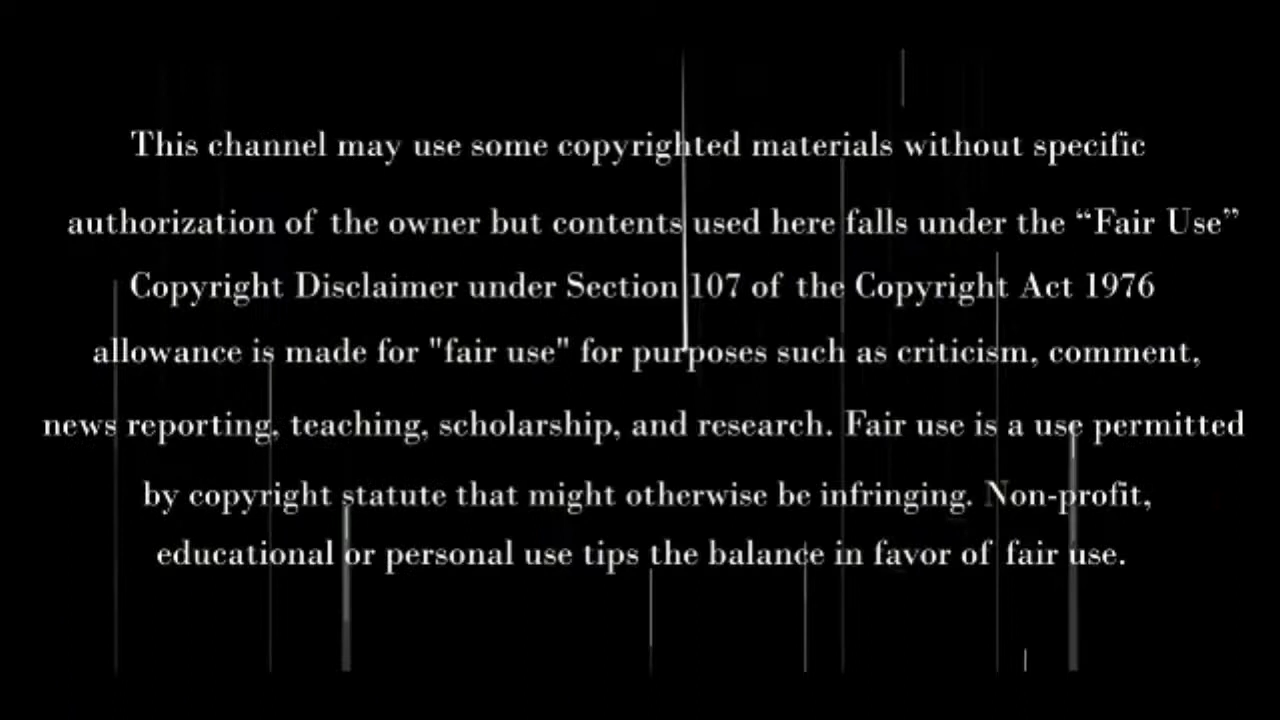 This channel may use some copyrighted materials without specific
authorization of the owner but contents used here falls under the “Fair Use”
Copyright Disclaimer under Section 107 of the Copyright Act 1976
allowance is made for "fair use" for purposes such as criticism, comment,
news reporting, teaching, scholarship, and research. Fair use is a use permitted
by copyright statute that might otherwise be infringing. Non-profit,
educational or personal use tips the balance in favor of fair use.